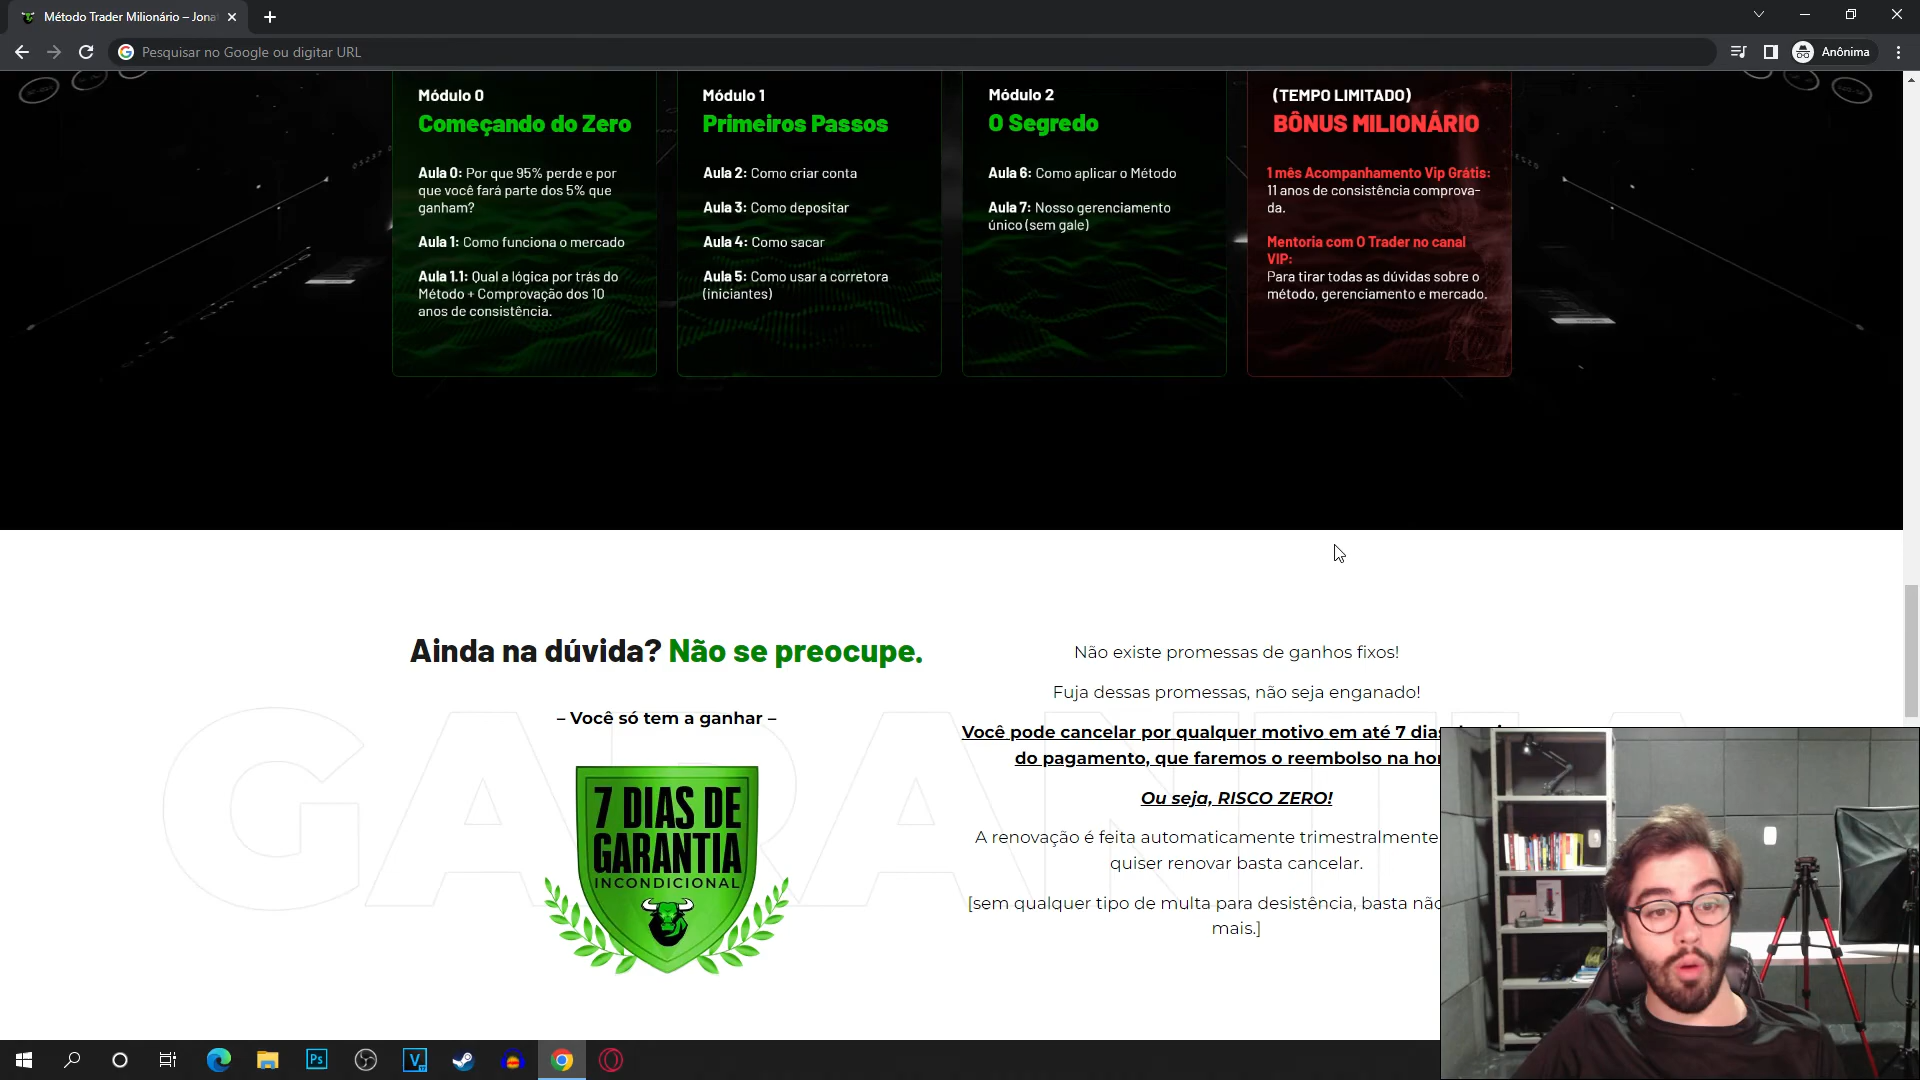 Método Trader Milionário – Jona
Pesquisar no Google ou digitar URL
Anônima
Módulo 0
Começando do Zero
Aula 0: Por que 95% perde e por
que você fará parte dos 5% que
ganham?
Aula 1: Como funciona o mercado
Aula 1.1: Qual a lógica por trás do
Método + Comprovação dos 10
anos de consistência.
Módulo 1
Primeiros Passos
Aula 2: Como criar conta
Aula 3: Como depositar
Aula 4: Como sacar
Aula 5: Como usar a corretora
(iniciantes)
Módulo 2
O Segredo
Aula 6: Como aplicar o Método
Aula 7: Nosso gerenciamento
único (sem gale)
(TEMPO LIMITADO)
BÔNUS MILIONÁRIO
1 mês Acompanhamento Vip Grátis:
11 anos de consistência comprova-
da.
Mentoria com O Trader no canal
VIP:
Para tirar todas as dúvidas sobre o
método, gerenciamento e mercado.
Ainda na dúvida? Não se preocupe.
– Você só tem a ganhar –
GARANTIA
7 DIAS DE
GARANTIA
INCONDICIONAL
Não existe promessas de ganhos fixos!
Fuja dessas promessas, não seja enganado!
Você pode cancelar por qualquer motivo em até 7 dias
do pagamento, que faremos o reembolso na hor
Ou seja, RISCO ZERO!
A renovação é feita automaticamente trimestralmente
quiser renovar basta cancelar.
[sem qualquer tipo de multa para desistência, basta não
mais.]
Ps
V